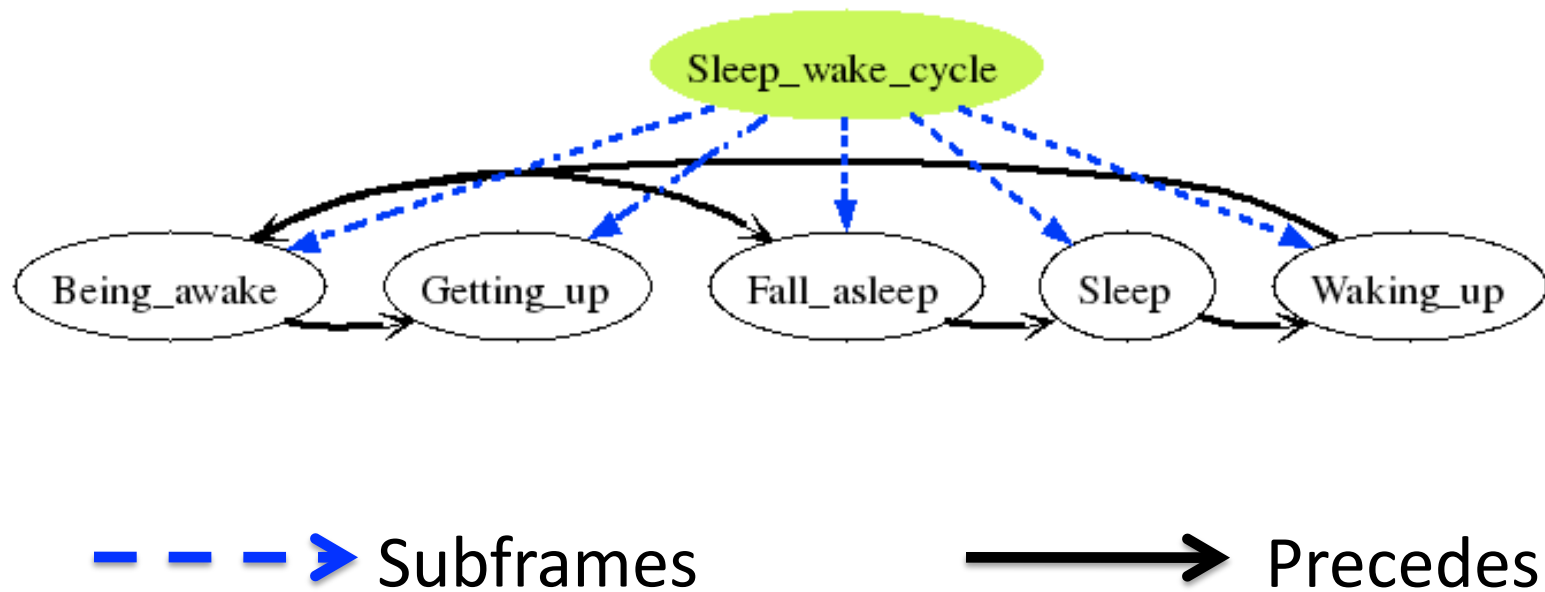 Sleep_wake_cycle
Being_awake Getting_up Fall_asleep Sleep Waking_up
Subframes Precedes